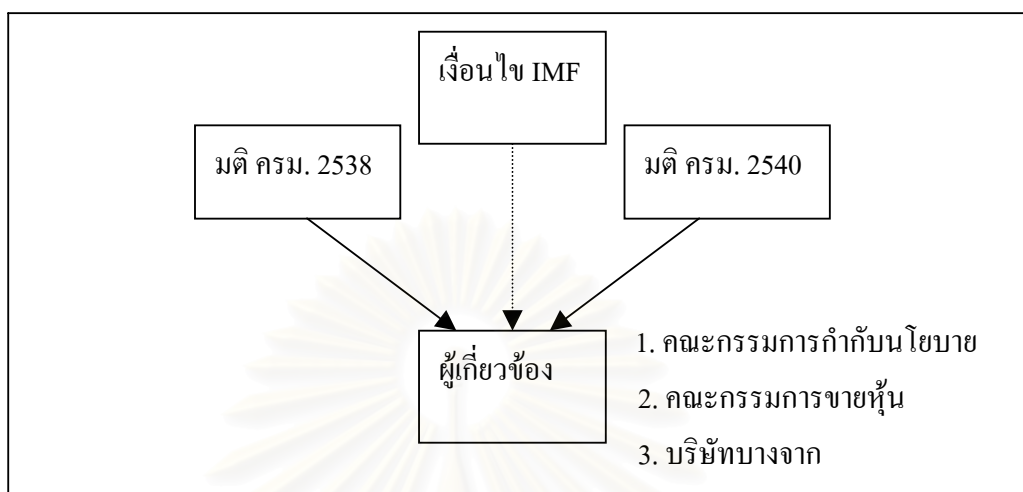 เงื่อนไข IMF
มติ ครม. 2538
มติ ครม. 2540
ผู้เกี่ยวข้อง
1. คณะกรรมการกำกับนโยบาย
2. คณะกรรมการขายหุ้น
3. บริษัทบางจาก